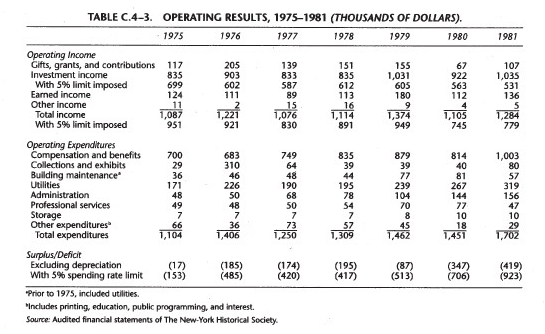 TABLE C.4–3. OPERATING RESULTS, 1975–1981 (THOUSANDS OF DOLLARS).
1975 1976 1977 1978 1979 1980 1981
Operating Income
Gifts, grants, and contributions 117 205 139 151 155 67 107
Investment income 835 903 833 835 1,031 922 1,035
With 5% limit imposed 699 602 587 612 605 563 531
Earned income 124 111 89 113 180 112 136
Other income 11 2 15 16 9 4 5
Total income 1,087 1,221 1,076 1,114 1,374 1,105 1,284
With 5% limit imposed 951 921 830 891 949 745 779
Operating Expenditures
Compensation and benefits 700 683 749 835 879 814 1,003
Collections and exhibits 29 310 64 39 39 40 80
Building maintenanceᵃ 36 46 48 44 77 81 57
Utilities 171 226 190 195 239 267 319
Administration 48 50 68 78 104 144 156
Professional services 49 48 50 54 70 77 47
Storage 7 7 7 7 8 10 10
Other expendituresᵇ 66 36 73 57 45 18 29
Total expenditures 1,104 1,406 1,250 1,309 1,462 1,451 1,702
Surplus/Deficit
Excluding depreciation (17) (185) (174) (195) (87) (347) (419)
With 5% spending rate limit (153) (485) (420) (417) (513) (706) (923)
ᵃPrior to 1975, included utilities.
ᵇIncludes printing, education, public programming, and interest.
Source: Audited financial statements of The New-York Historical Society.